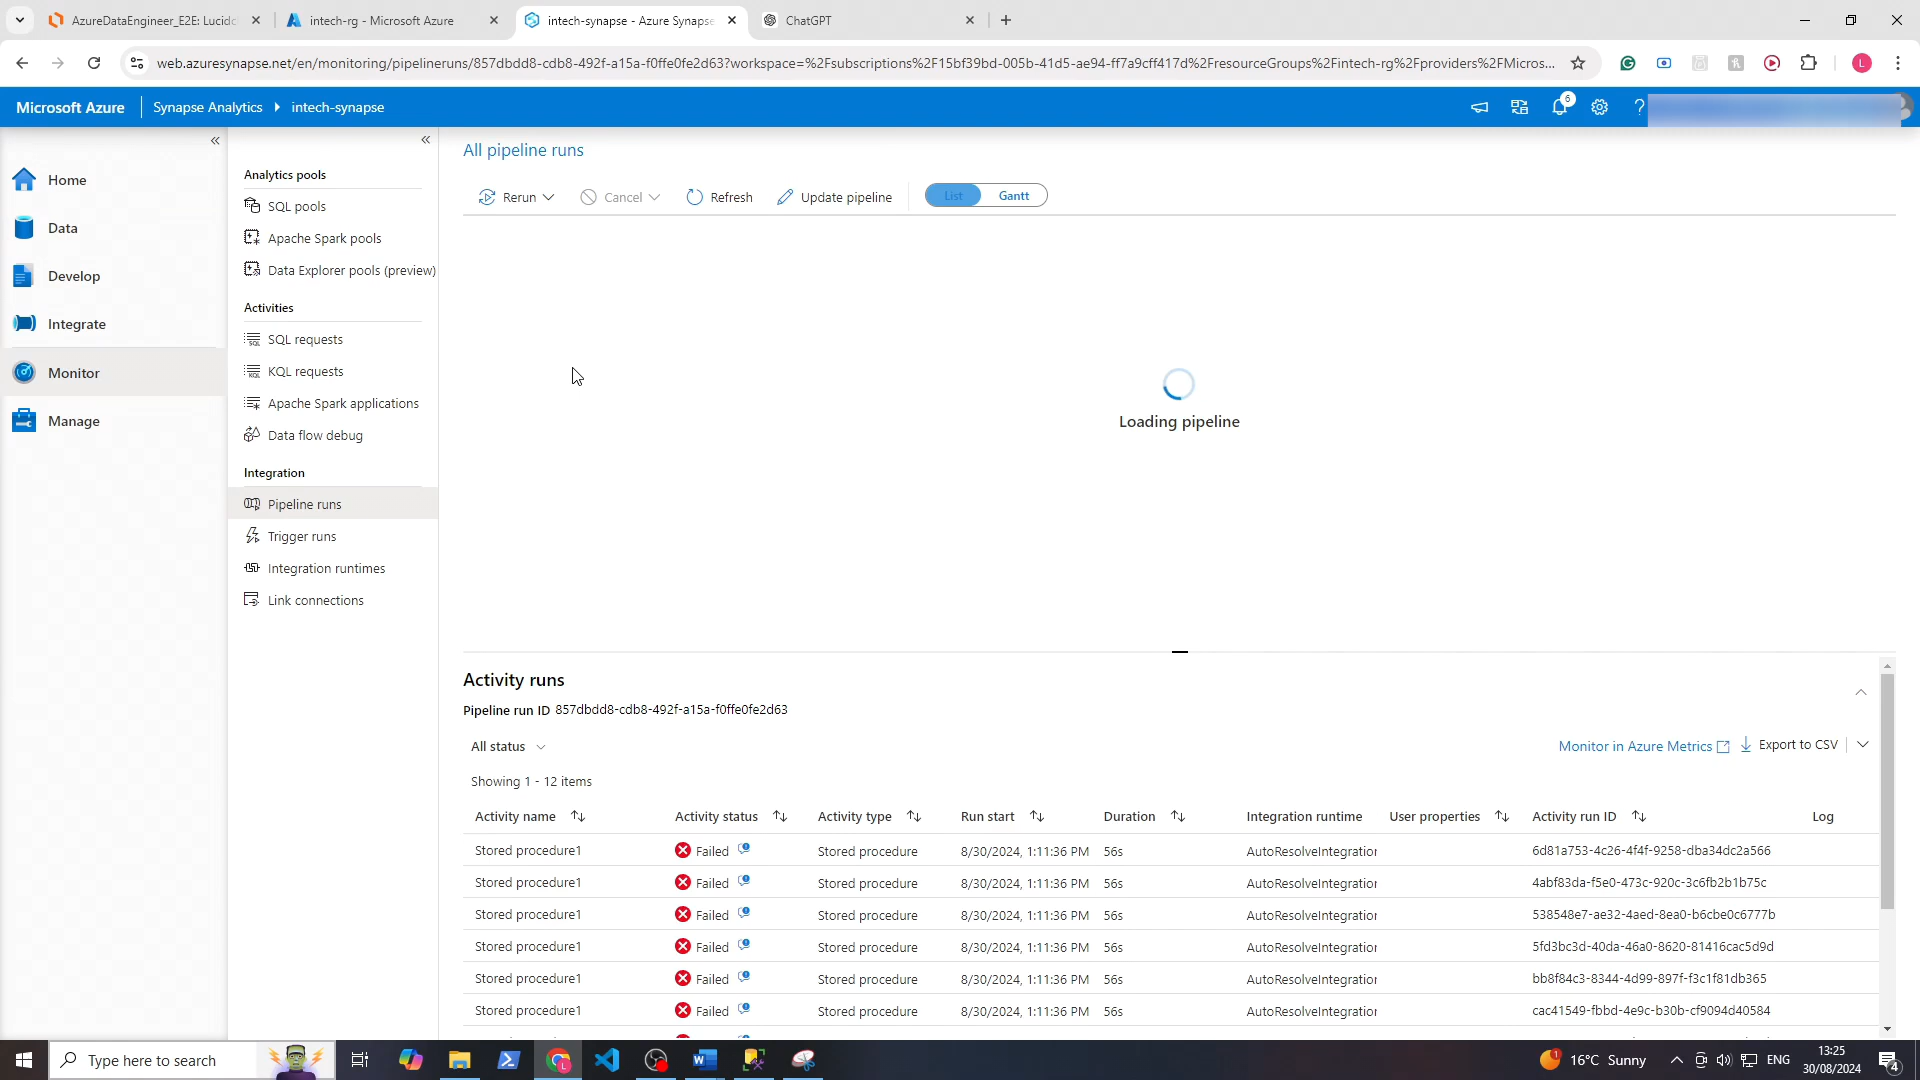 AzureDataEngineer_E2E: Lucidc
intech-rg - Microsoft Azure
intech-synapse - Azure Synapse
ChatGPT
web.azuresynapse.net/en/monitoring/pipelineruns/857dbdd8-cdb8-492f-a15a-f0ffe0fe2d63?workspace=%2Fsubscriptions%2F15bf39bd-005b-41d5-ae94-ff7a9cff417d%2FresourceGroups%2Fintech-rg%2Fproviders%2FMicros...
L
Microsoft Azure
Synapse Analytics
intech-synapse
6
?
Home
Data
Develop
Integrate
Monitor
Manage
Analytics pools
SQL pools
Apache Spark pools
Data Explorer pools (preview)
Activities
SQL requests
KQL requests
Apache Spark applications
Data flow debug
Integration
Pipeline runs
Trigger runs
Integration runtimes
Link connections
All pipeline runs
Rerun
Cancel
Refresh
Update pipeline
List
Gantt
Loading pipeline
Activity runs
Pipeline run ID 857dbdd8-cdb8-492f-a15a-f0ffe0fe2d63
All status
Monitor in Azure Metrics
Export to CSV
Showing 1 - 12 items
Activity name Activity status Activity type Run start Duration Integration runtime User properties Activity run ID Log
Stored procedure1 Failed Stored procedure 8/30/2024, 1:11:36 PM 56s AutoResolveIntegration 6d81a753-4c26-4f4f-9258-dba34dc2a566
Stored procedure1 Failed Stored procedure 8/30/2024, 1:11:36 PM 56s AutoResolveIntegration 4abf83da-f5e0-473c-920c-3c6fb2b1b75c
Stored procedure1 Failed Stored procedure 8/30/2024, 1:11:36 PM 56s AutoResolveIntegration 538548e7-ae32-4aed-8ea0-b6cbe0c6777b
Stored procedure1 Failed Stored procedure 8/30/2024, 1:11:36 PM 56s AutoResolveIntegration 5fd3bc3d-40da-46a0-8620-81416cac5d9d
Stored procedure1 Failed Stored procedure 8/30/2024, 1:11:36 PM 56s AutoResolveIntegration bb8f84c3-8344-4d99-897f-f3c1f81db365
Stored procedure1 Failed Stored procedure 8/30/2024, 1:11:36 PM 56s AutoResolveIntegration cac41549-fbbd-4e9c-b30b-cf9094d40584
Type here to search
1
16°C Sunny
ENG
13:25
30/08/2024
4